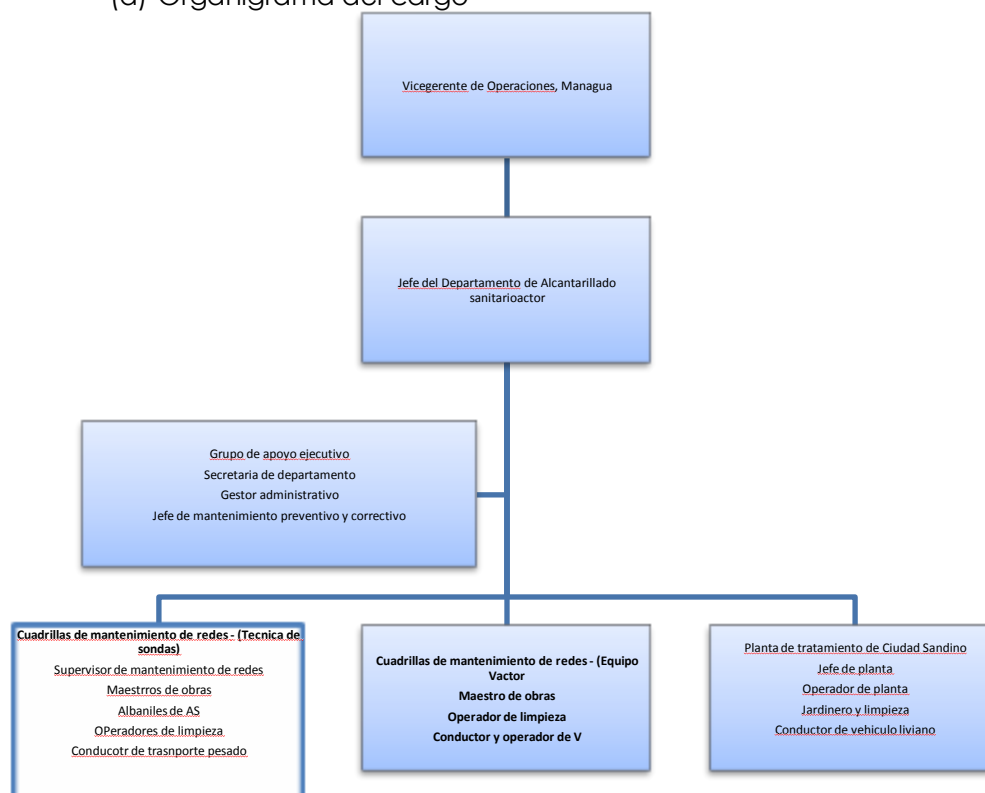 (a) Organigrama del cargo
Vicegerente de Operaciones, Managua
Jefe del Departamento de Alcantarillado
sanitarioactor
Grupo de apoyo ejecutivo
Secretaria de departamento
Gestor administrativo
Jefe de mantenimiento preventivo y correctivo
Cuadrillas de mantenimiento de redes - (Tecnica de
sondas)
Supervisor de mantenimiento de redes
Maestrros de obras
Albaniles de AS
OPeradores de limpieza
Conducotr de trasnporte pesado
Cuadrillas de mantenimiento de redes - (Equipo
Vactor
Maestro de obras
Operador de limpieza
Conductor y operador de V
Planta de tratamiento de Ciudad Sandino
Jefe de planta
Operador de planta
Jardinero y limpieza
Conductor de vehiculo liviano